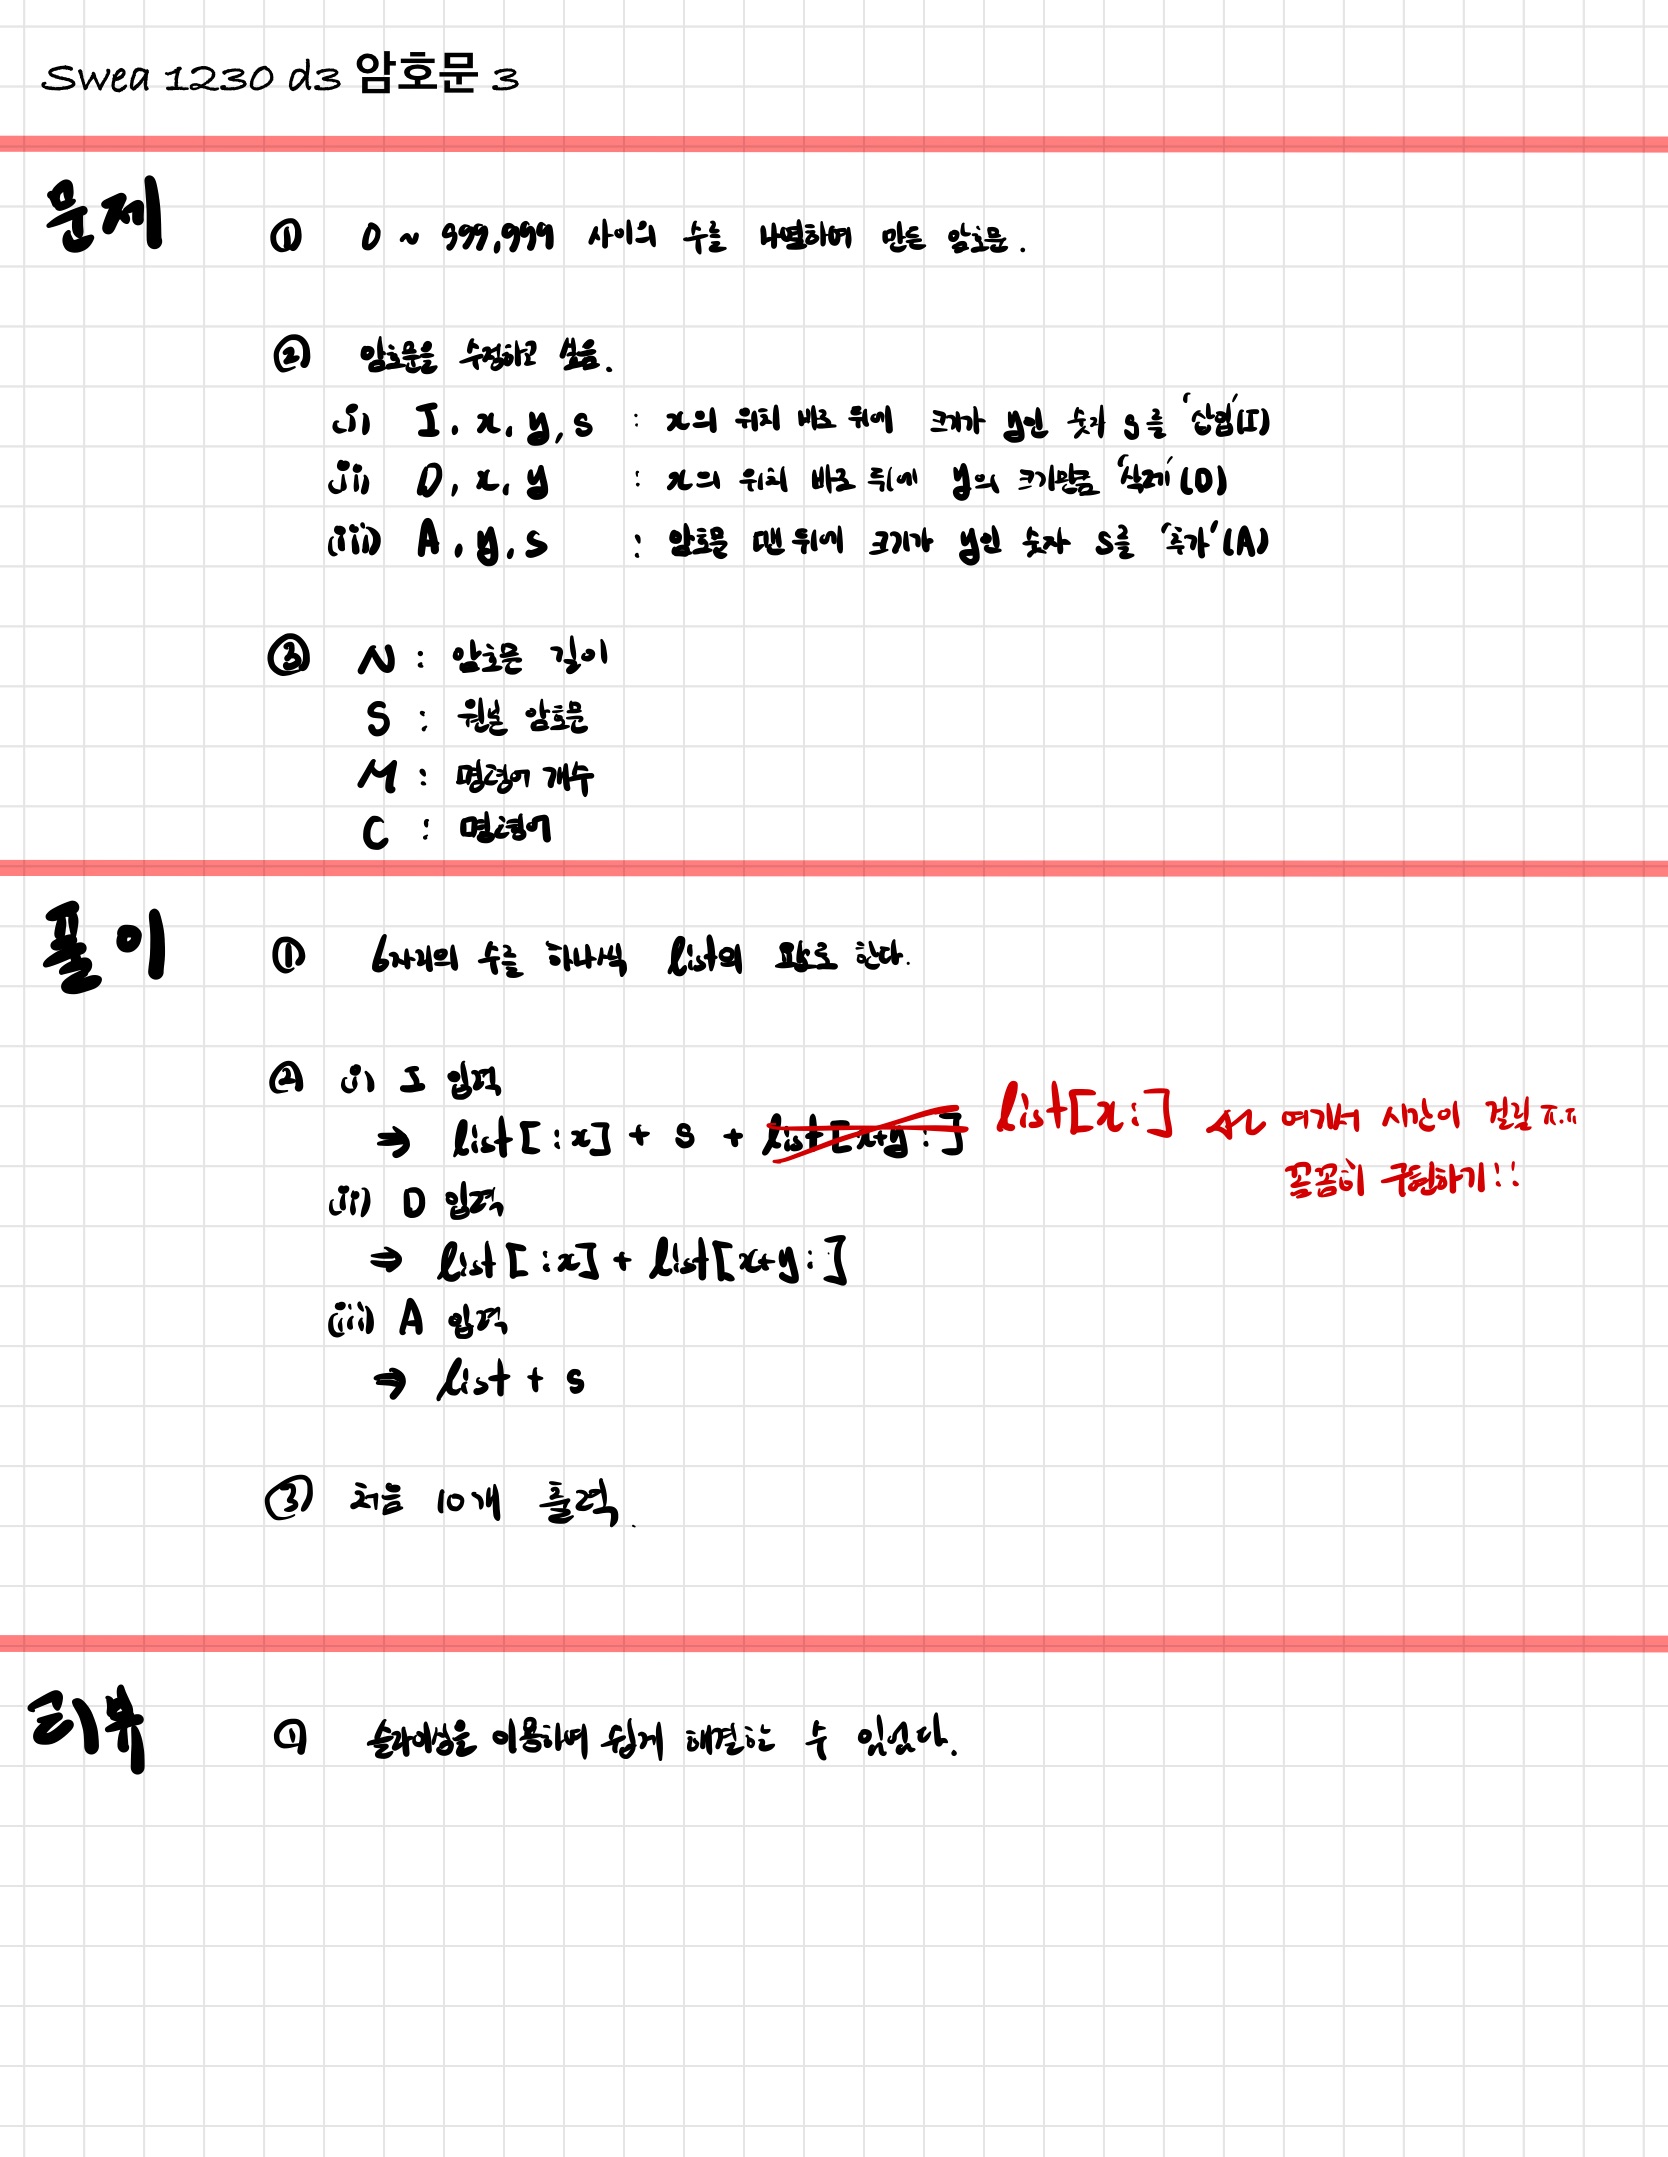 Swea 1230 d3 암호문 3
문제
① 0 ~ 999,999 사이의 수를 나열하여 만든 암호문.
② 암호문을 수정하고 싶음.
(i) I, x, y, s : x의 위치 바로 뒤에 크기가 y인 숫자 s를 '삽입'(I)
(ii) D, x, y : x의 위치 바로 뒤에 y의 크기만큼 '삭제'(D)
(iii) A, y, s : 암호문 맨 뒤에 크기가 y인 숫자 s를 '추가'(A)
③ N : 암호문 길이
S : 원본 암호문
M : 명령어 개수
C : 명령어
풀이
① 6자리의 수를 하나씩 list의 요소로 한다.
② (i) I 입력
⇒ list[:x] + s + list[x+y:] list[x:] 여기서 시간이 걸림 ㅠ.ㅠ
꼼꼼히 구현하기!!
(ii) D 입력
⇒ list[:x] + list[x+y:]
(iii) A 입력
⇒ list + s
③ 처음 10개 출력.
리뷰
① 슬라이싱을 이용하여 쉽게 해결할 수 있었다.